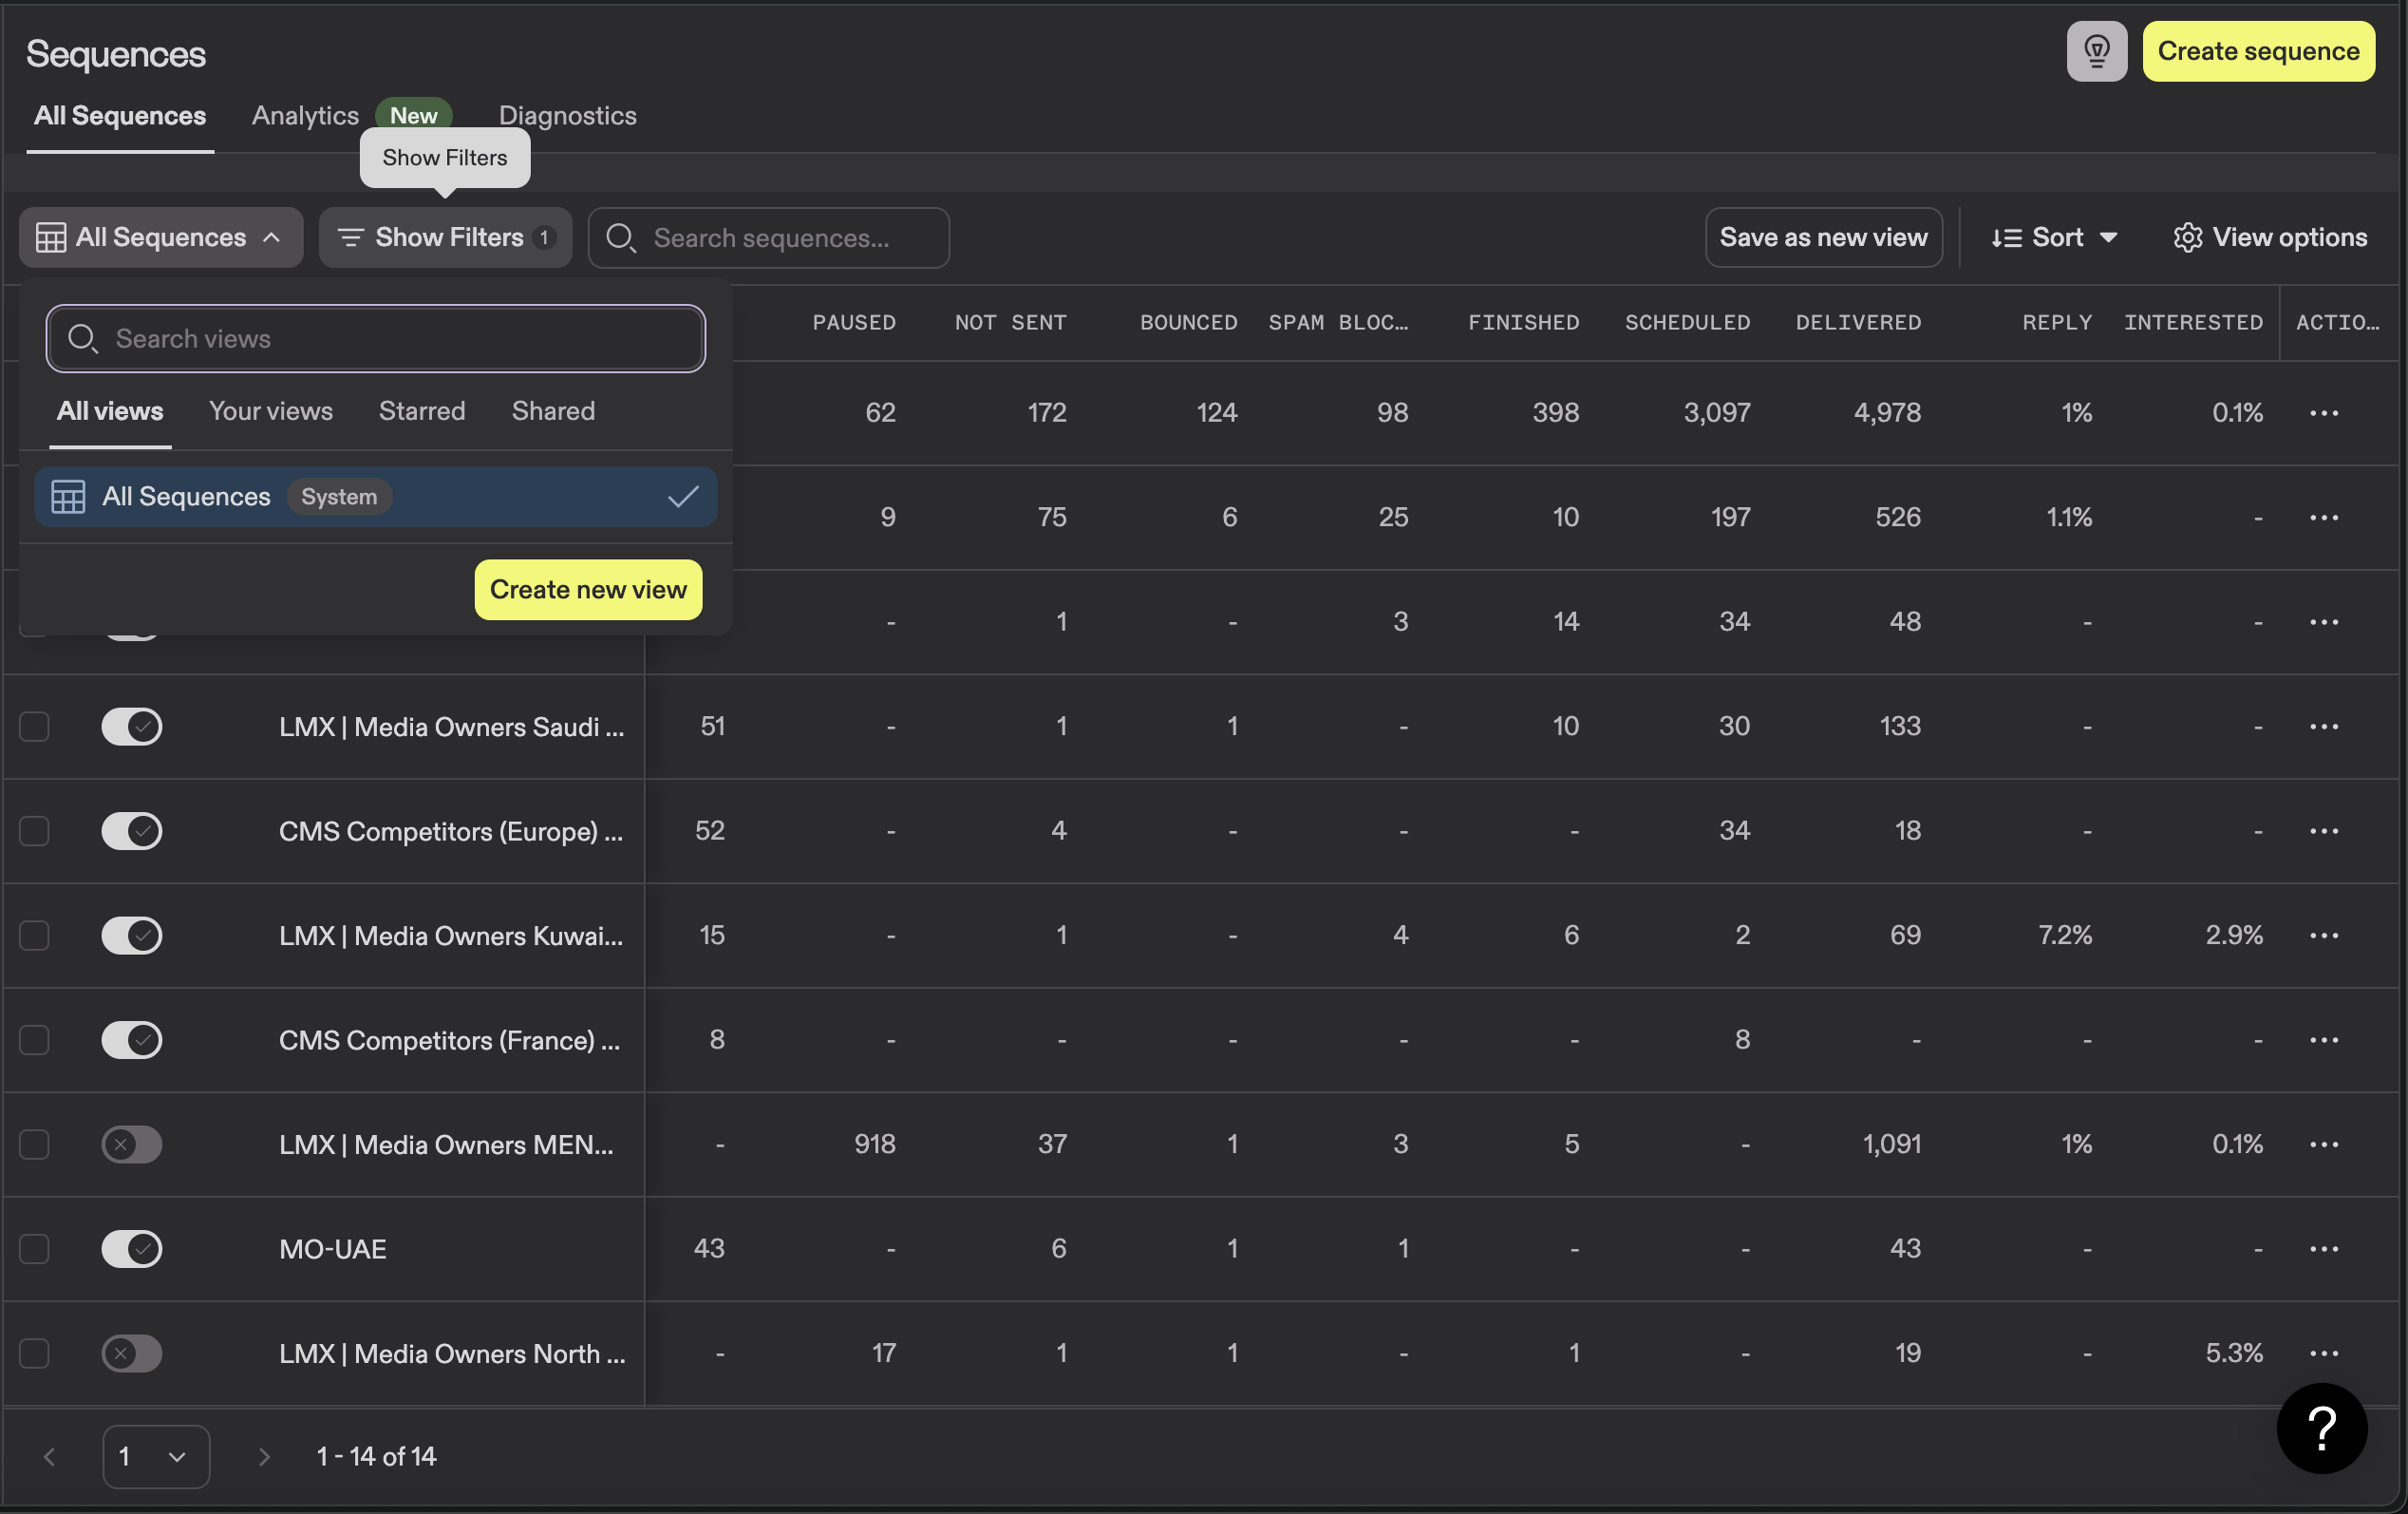 Sequences
Create sequence
All Sequences Analytics New Diagnostics
Show Filters
All Sequences Show Filters 1 Search sequences... Save as new view Sort View options
Search views
PAUSED NOT SENT BOUNCED SPAM BLOC... FINISHED SCHEDULED DELIVERED REPLY INTERESTED ACTIO...
All views Your views Starred Shared
62 172 124 98 398 3,097 4,978 1% 0.1% ...
All Sequences System
9 75 6 25 10 197 526 1.1% - ...
Create new view
- 1 - 3 14 34 48 - - ...
LMX | Media Owners Saudi ... 51 - 1 1 - 10 30 133 - - ...
CMS Competitors (Europe) ... 52 - 4 - - - 34 18 - - ...
LMX | Media Owners Kuwai... 15 - 1 - 4 6 2 69 7.2% 2.9% ...
CMS Competitors (France) ... 8 - - - - - 8 - - - ...
LMX | Media Owners MEN... - 918 37 1 3 5 - 1,091 1% 0.1% ...
MO-UAE 43 - 6 1 1 - - 43 - - ...
LMX | Media Owners North ... - 17 1 1 - 1 - 19 - 5.3% ...
1 1 - 14 of 14
?